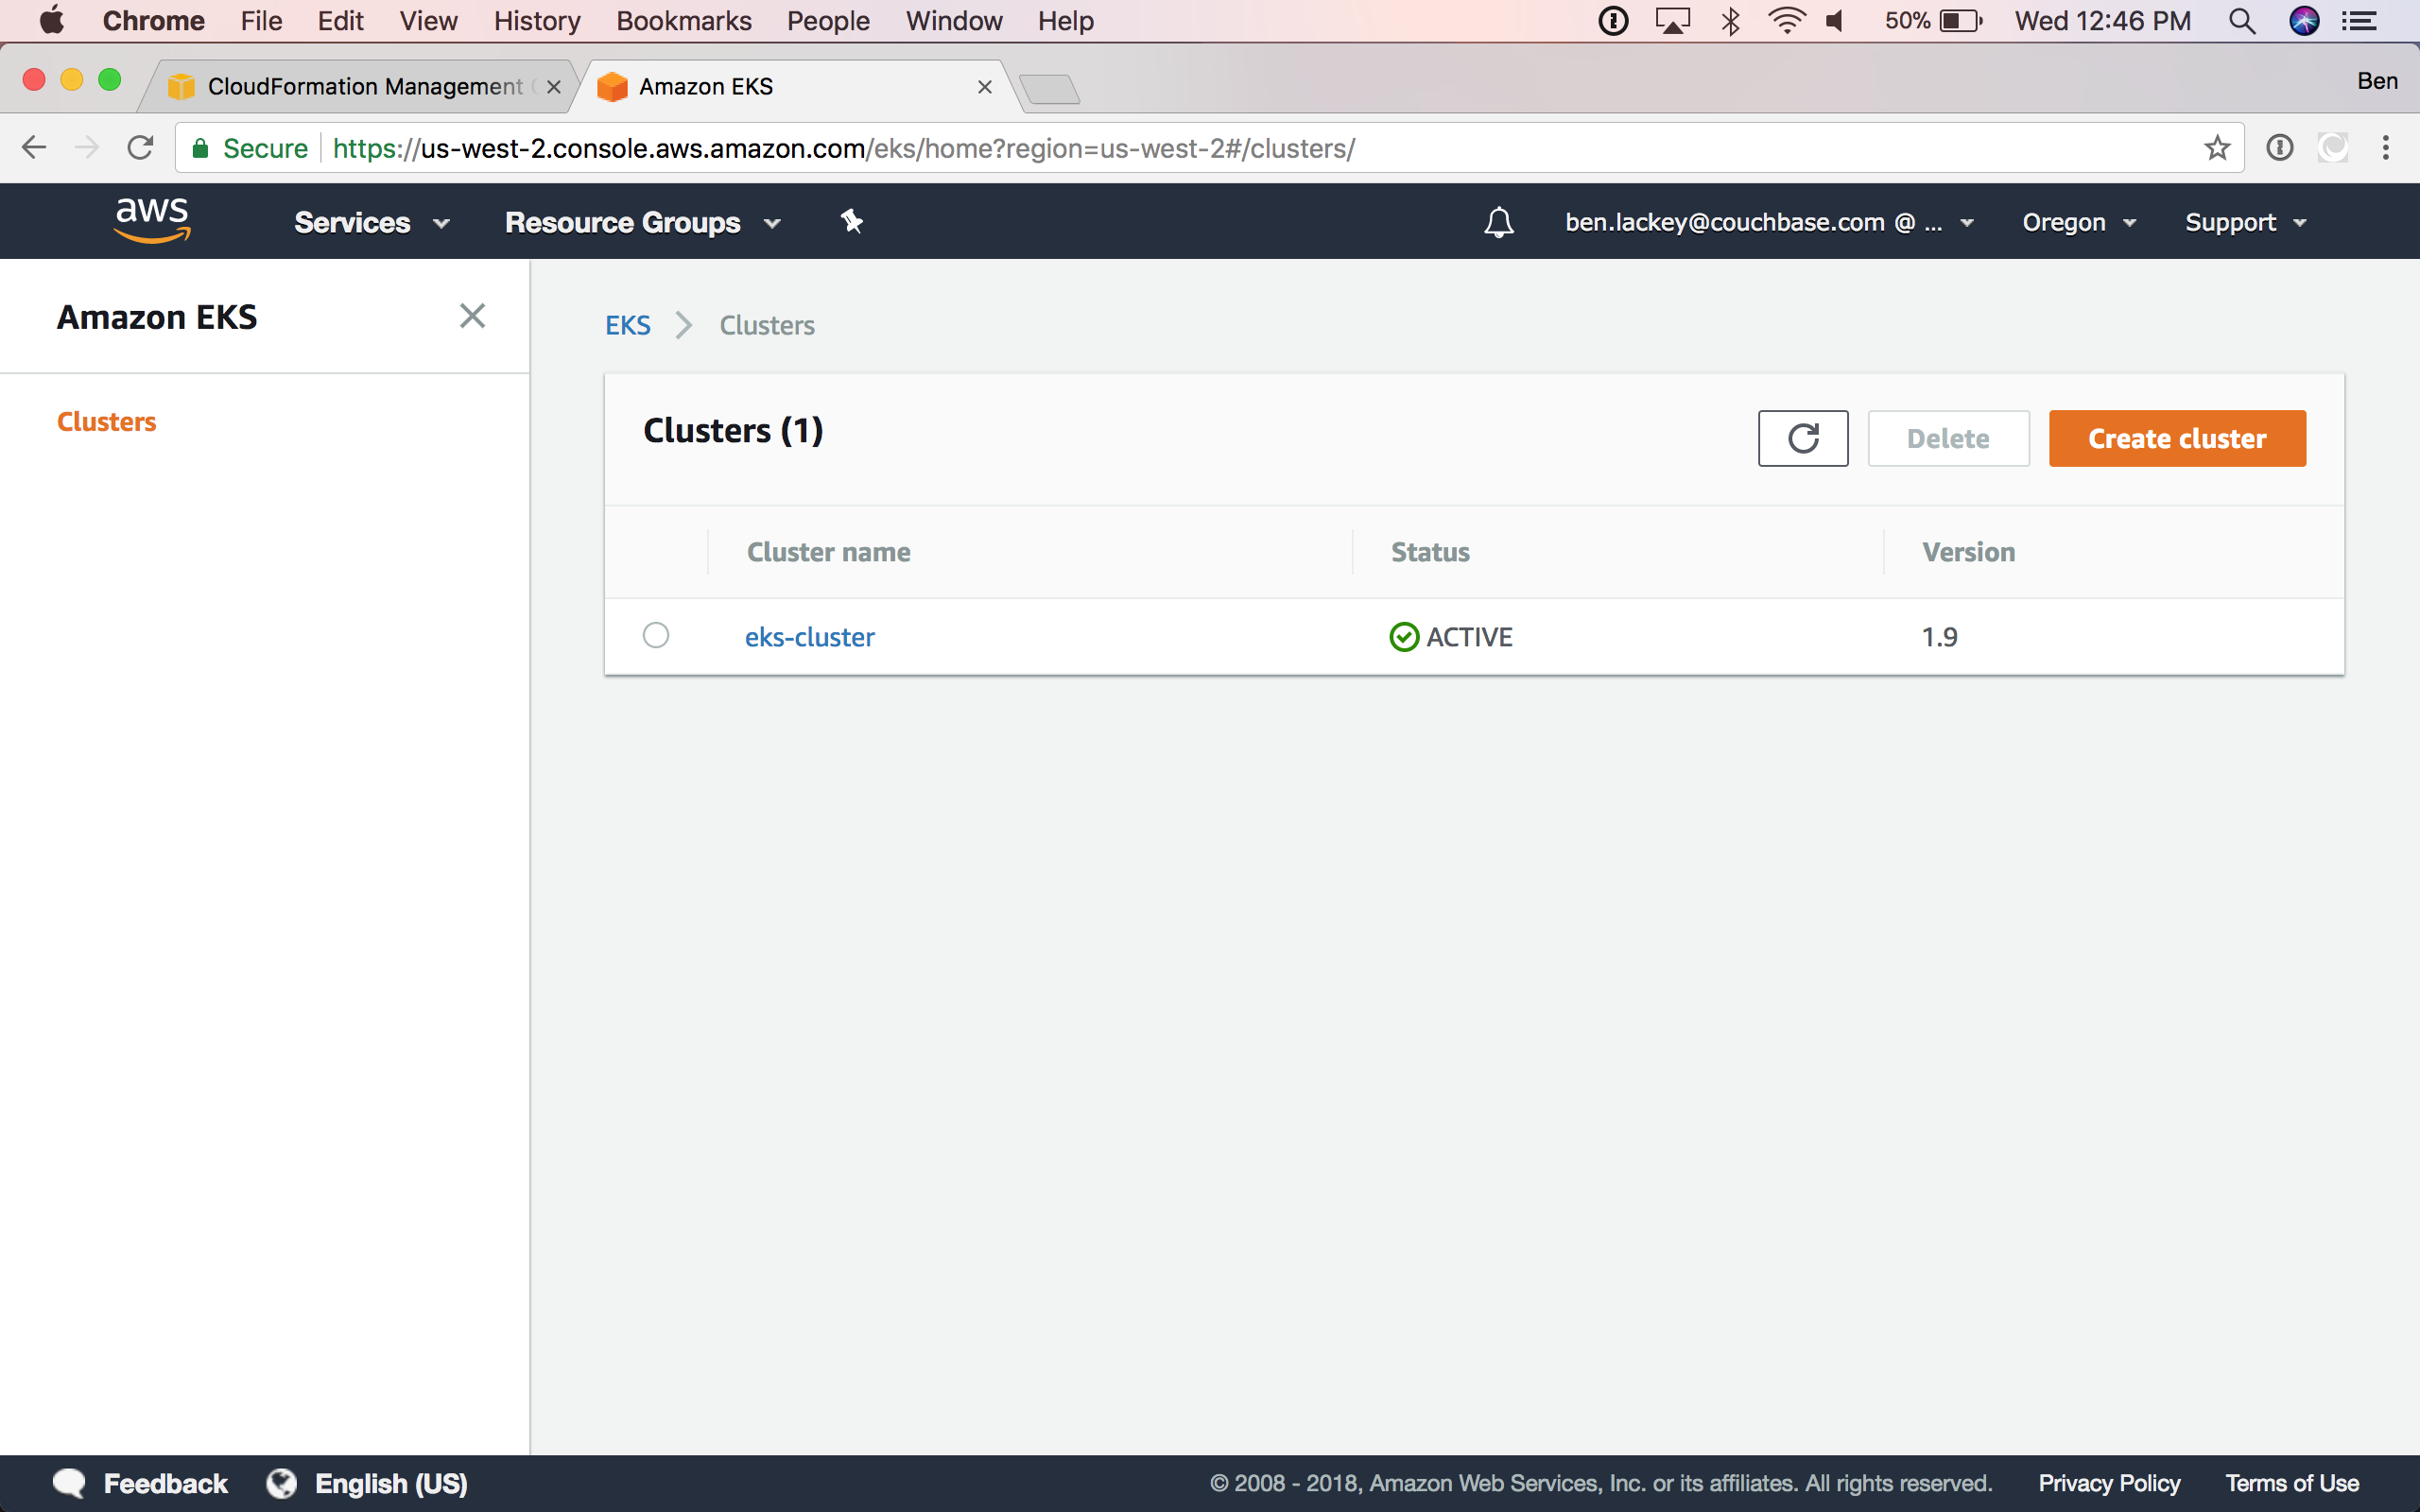 Chrome File Edit View History Bookmarks People Window Help 50% Wed 12:46 PM
CloudFormation Management Amazon EKS Ben
Secure https://us-west-2.console.aws.amazon.com/eks/home?region=us-west-2#/clusters/
aws Services Resource Groups ben.lackey@couchbase.com @ ... Oregon Support
Amazon EKS
Clusters
EKS Clusters
Clusters (1) Delete Create cluster
Cluster name Status Version
eks-cluster ACTIVE 1.9
Feedback English (US) © 2008 - 2018, Amazon Web Services, Inc. or its affiliates. All rights reserved. Privacy Policy Terms of Use